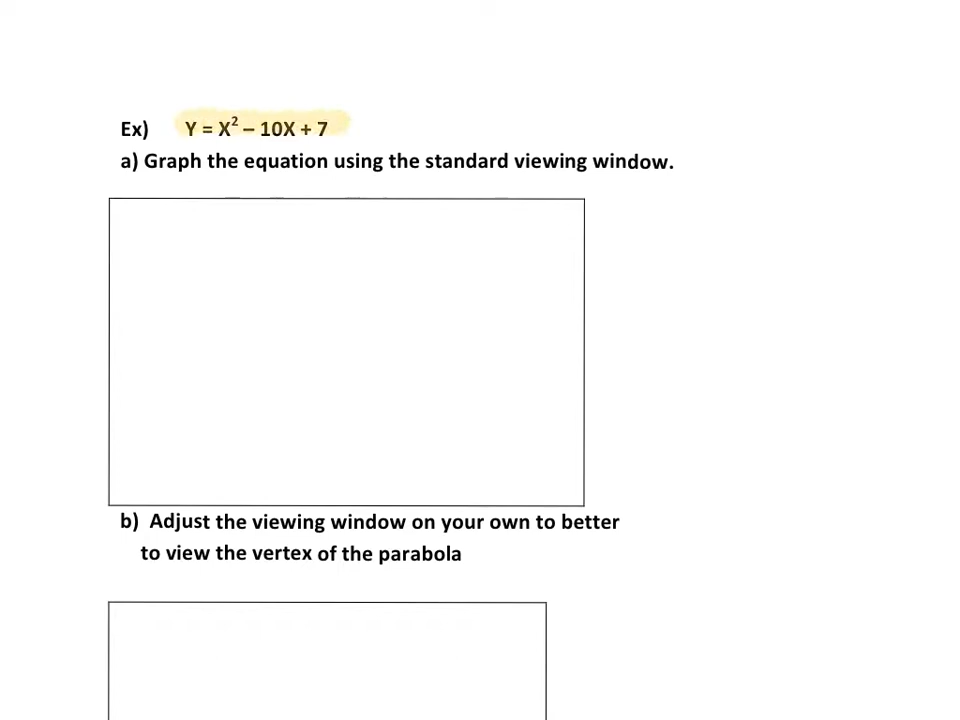 Ex) Y = X² – 10X + 7
a) Graph the equation using the standard viewing window.
b) Adjust the viewing window on your own to better
to view the vertex of the parabola